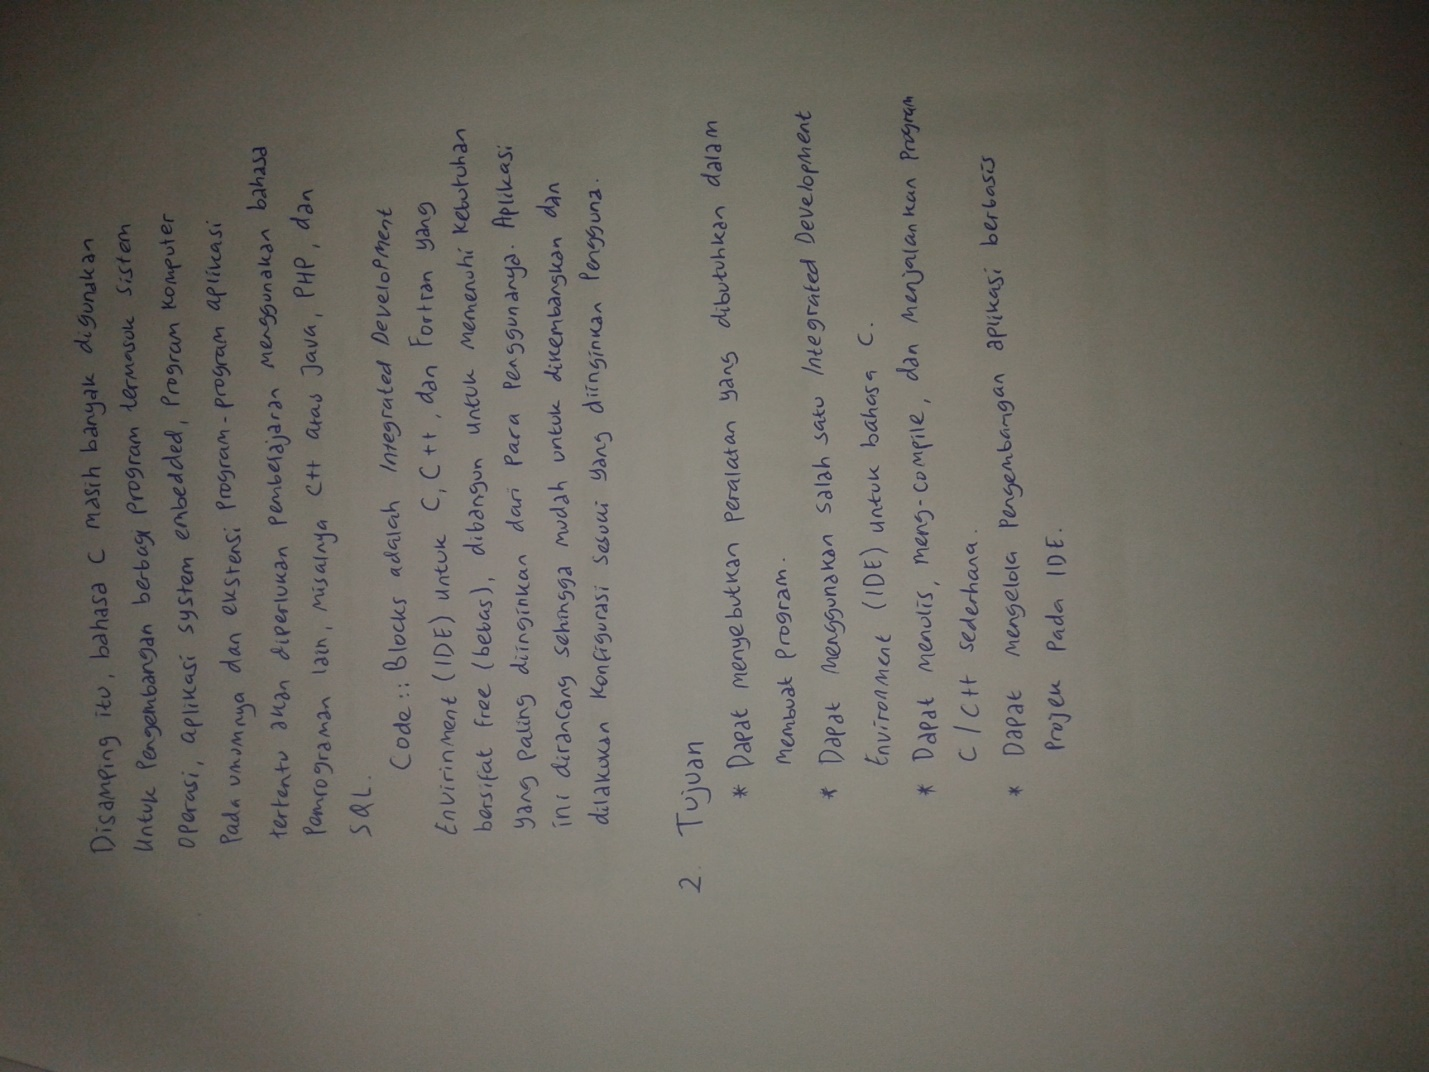 Disamping itu, bahasa C masih banyak digunakan
untuk Pengembangan berbagi Program termasuk sistem
Operasi, aplikasi system embedded, Program Komputer
Pada umumnya dan ekstensi Program-program aplikasi
tertentu akan diperlukan Pembelajaran menggunakan bahasa
Pemrograman lain, misalnya C++ atas Java, PHP, dan
SQL.
Code::Blocks adalah Integrated Development
Envirinment (IDE) untuk C, C++, dan Fortran yang
bersifat free (bebas), dibangun untuk memenuhi Kebutuhan
yang Paling diinginkan dari Para Penggunanya. Aplikasi
ini dirancang sehingga mudah untuk dikembangkan dan
dilakukan Konfigurasi sesuai yang diinginkan Pengguna.
2. Tujuan
* Dapat menyebutkan Peralatan yang dibutuhkan dalam
membuat Program.
* Dapat menggunakan salah satu Integrated Development
Environment (IDE) untuk bahasa C.
* Dapat menulis, meng-compile, dan menjalankan Program
C/C++ sederhana.
* Dapat mengelola Pengembangan aplikasi berbasis
Projek Pada IDE.